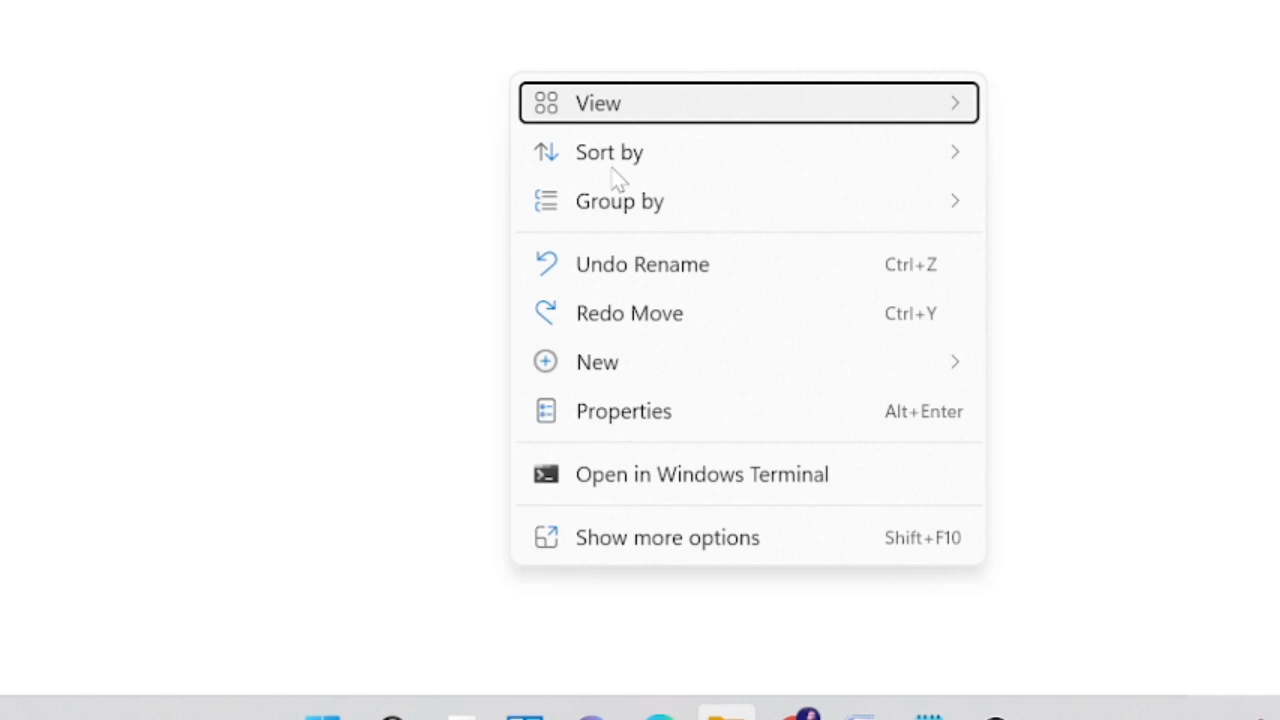 View
Sort by
Group by
Undo Rename Ctrl+Z
Redo Move Ctrl+Y
New
Properties Alt+Enter
Open in Windows Terminal
Show more options Shift+F10